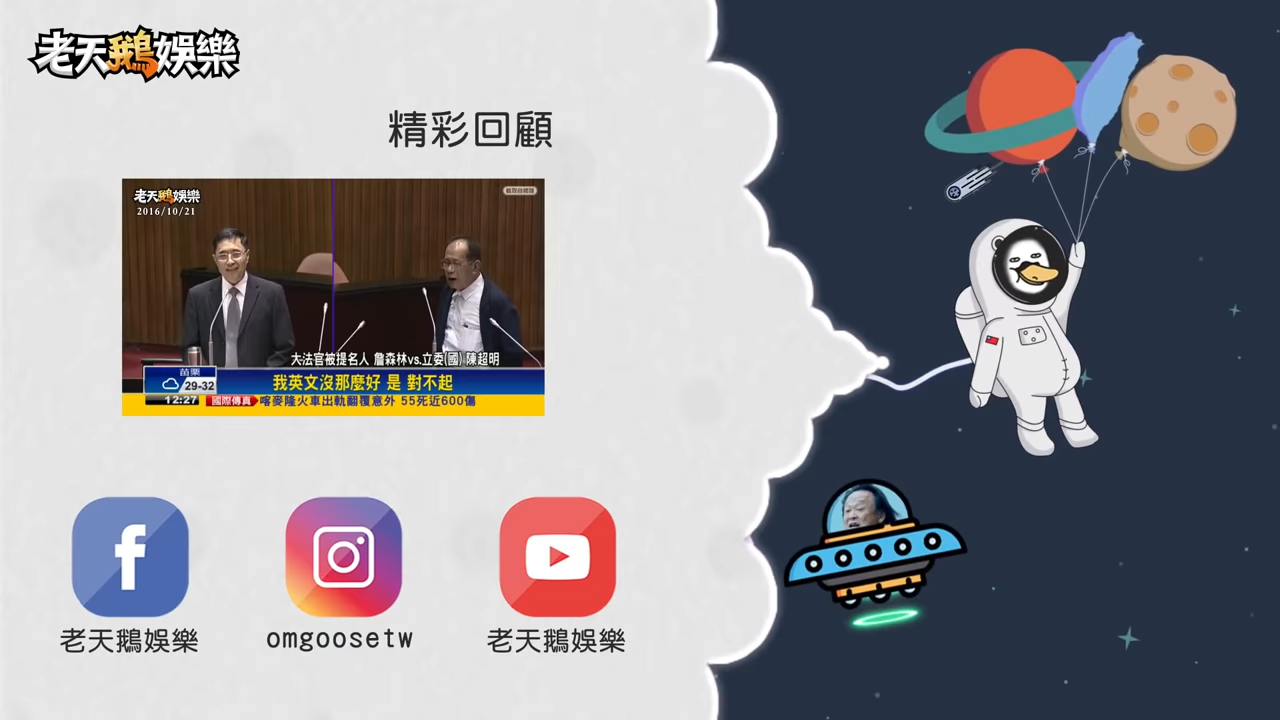 老天鵝娛樂
精彩回顧
老天鵝娛樂
2016/10/21
大法官被提名人 詹森林vs.立委(國)陳超明
苗栗
29-32
我英文沒那麼好 是 對不起
12:27
國際傳真 喀麥隆火車出軌翻覆意外 55死近600傷
老天鵝娛樂
omgoosetw
老天鵝娛樂